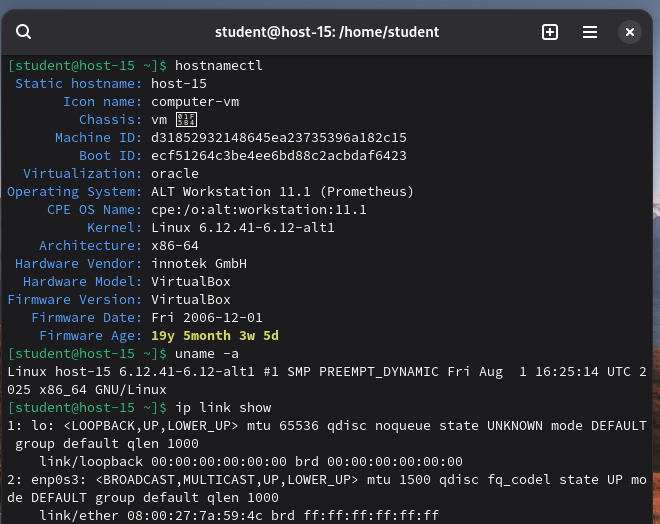 student@host-15: /home/student
[student@host-15 ~]$ hostnamectl
Static hostname: host-15
Icon name: computer-vm
Chassis: vm
Machine ID: d31852932148645ea23735396a182c15
Boot ID: ecf51264c3be4ee6bd88c2acbdaf6423
Virtualization: oracle
Operating System: ALT Workstation 11.1 (Prometheus)
CPE OS Name: cpe:/o:alt:workstation:11.1
Kernel: Linux 6.12.41-6.12-alt1
Architecture: x86-64
Hardware Vendor: innotek GmbH
Hardware Model: VirtualBox
Firmware Version: VirtualBox
Firmware Date: Fri 2006-12-01
Firmware Age: 19y 5month 3w 5d
[student@host-15 ~]$ uname -a
Linux host-15 6.12.41-6.12-alt1 #1 SMP PREEMPT_DYNAMIC Fri Aug  1 16:25:14 UTC 2
025 x86_64 GNU/Linux
[student@host-15 ~]$ ip link show
1: lo: <LOOPBACK,UP,LOWER_UP> mtu 65536 qdisc noqueue state UNKNOWN mode DEFAULT
group default qlen 1000
link/loopback 00:00:00:00:00:00 brd 00:00:00:00:00:00
2: enp0s3: <BROADCAST,MULTICAST,UP,LOWER_UP> mtu 1500 qdisc fq_codel state UP mo
de DEFAULT group default qlen 1000
link/ether 08:00:27:7a:59:4c brd ff:ff:ff:ff:ff:ff